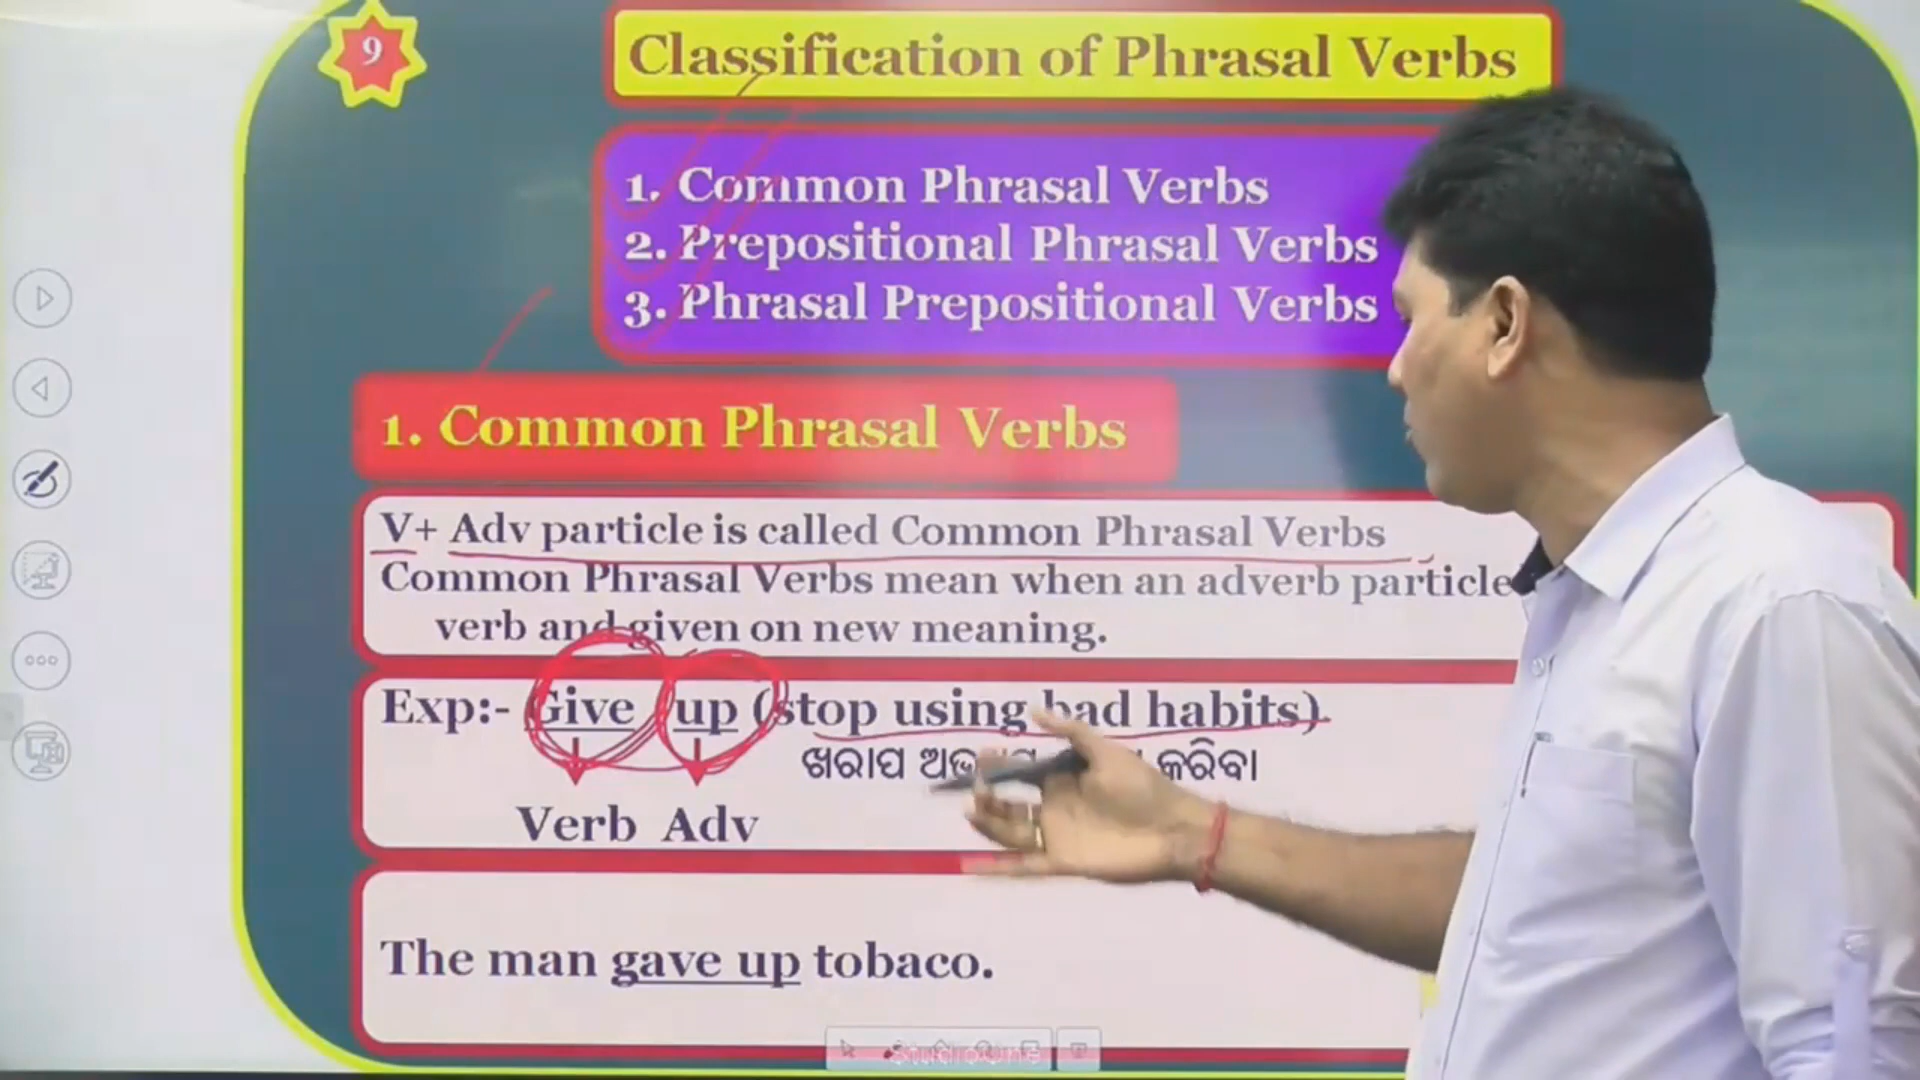 9
Classification of Phrasal Verbs
1. Common Phrasal Verbs
2. Prepositional Phrasal Verbs
3. Phrasal Prepositional Verbs
1. Common Phrasal Verbs
V+ Adv particle is called Common Phrasal Verbs
Common Phrasal Verbs mean when an adverb particle
verb and given on new meaning.
Exp:- Give up (stop using bad habits)
ଖରାପ କରିବା
Verb Adv
The man gave up tobaco.